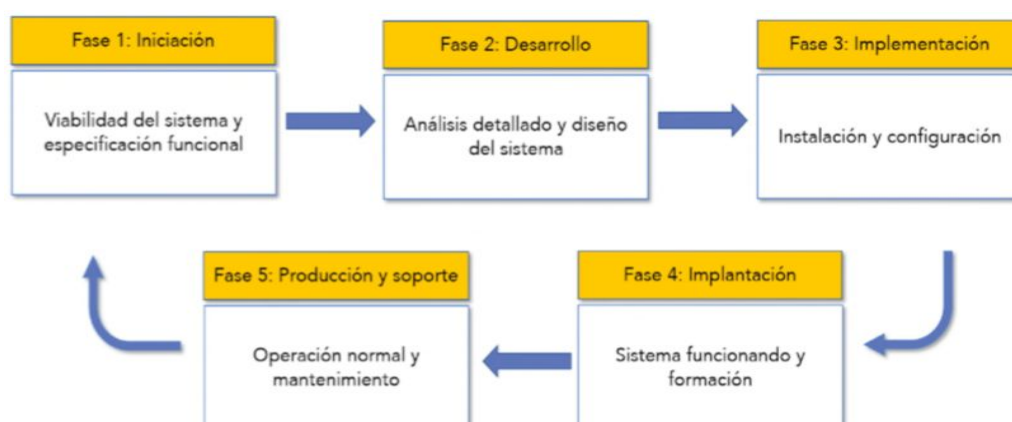 Fase 1: Iniciación
Viabilidad del sistema y
especificación funcional
Fase 2: Desarrollo
Análisis detallado y diseño
del sistema
Fase 3: Implementación
Instalación y configuración
Fase 4: Implantación
Sistema funcionando y
formación
Fase 5: Producción y soporte
Operación normal y
mantenimiento